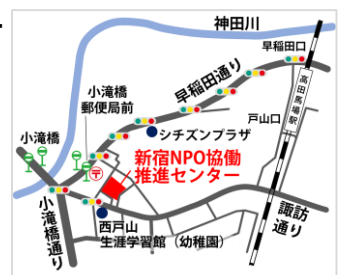 神田川
早稲田口
早稲田通り
高田馬場駅
小滝橋
郵便局前
戸山口
小滝橋
シチズンプラザ
新宿NPO協働
推進センター
小滝橋通り
諏訪
通り
西戸山
生涯学習館（幼稚園）